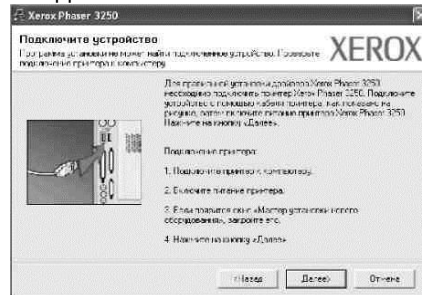 Xerox Phaser 3250
Подключите устройство
Программа установки не может найти подключенное устройство. Проверьте
подключение принтера к компьютеру.
XEROX
Для правильной установки драйверов Xerox Phaser 3250
необходимо подключить принтер Xerox Phaser 3250. Подключите
устройство с помощью кабеля принтера, как показано на
рисунке, затем включите питание принтера Xerox Phaser 3250.
Нажмите на кнопку «Далее».
Подключение принтера:
1. Подключите принтер к компьютеру.
2. Включите питание принтера.
3. Если появится окно «Мастер установки нового
оборудования», закройте его.
4. Нажмите на кнопку «Далее».
<Назад
Далее>
Отмена